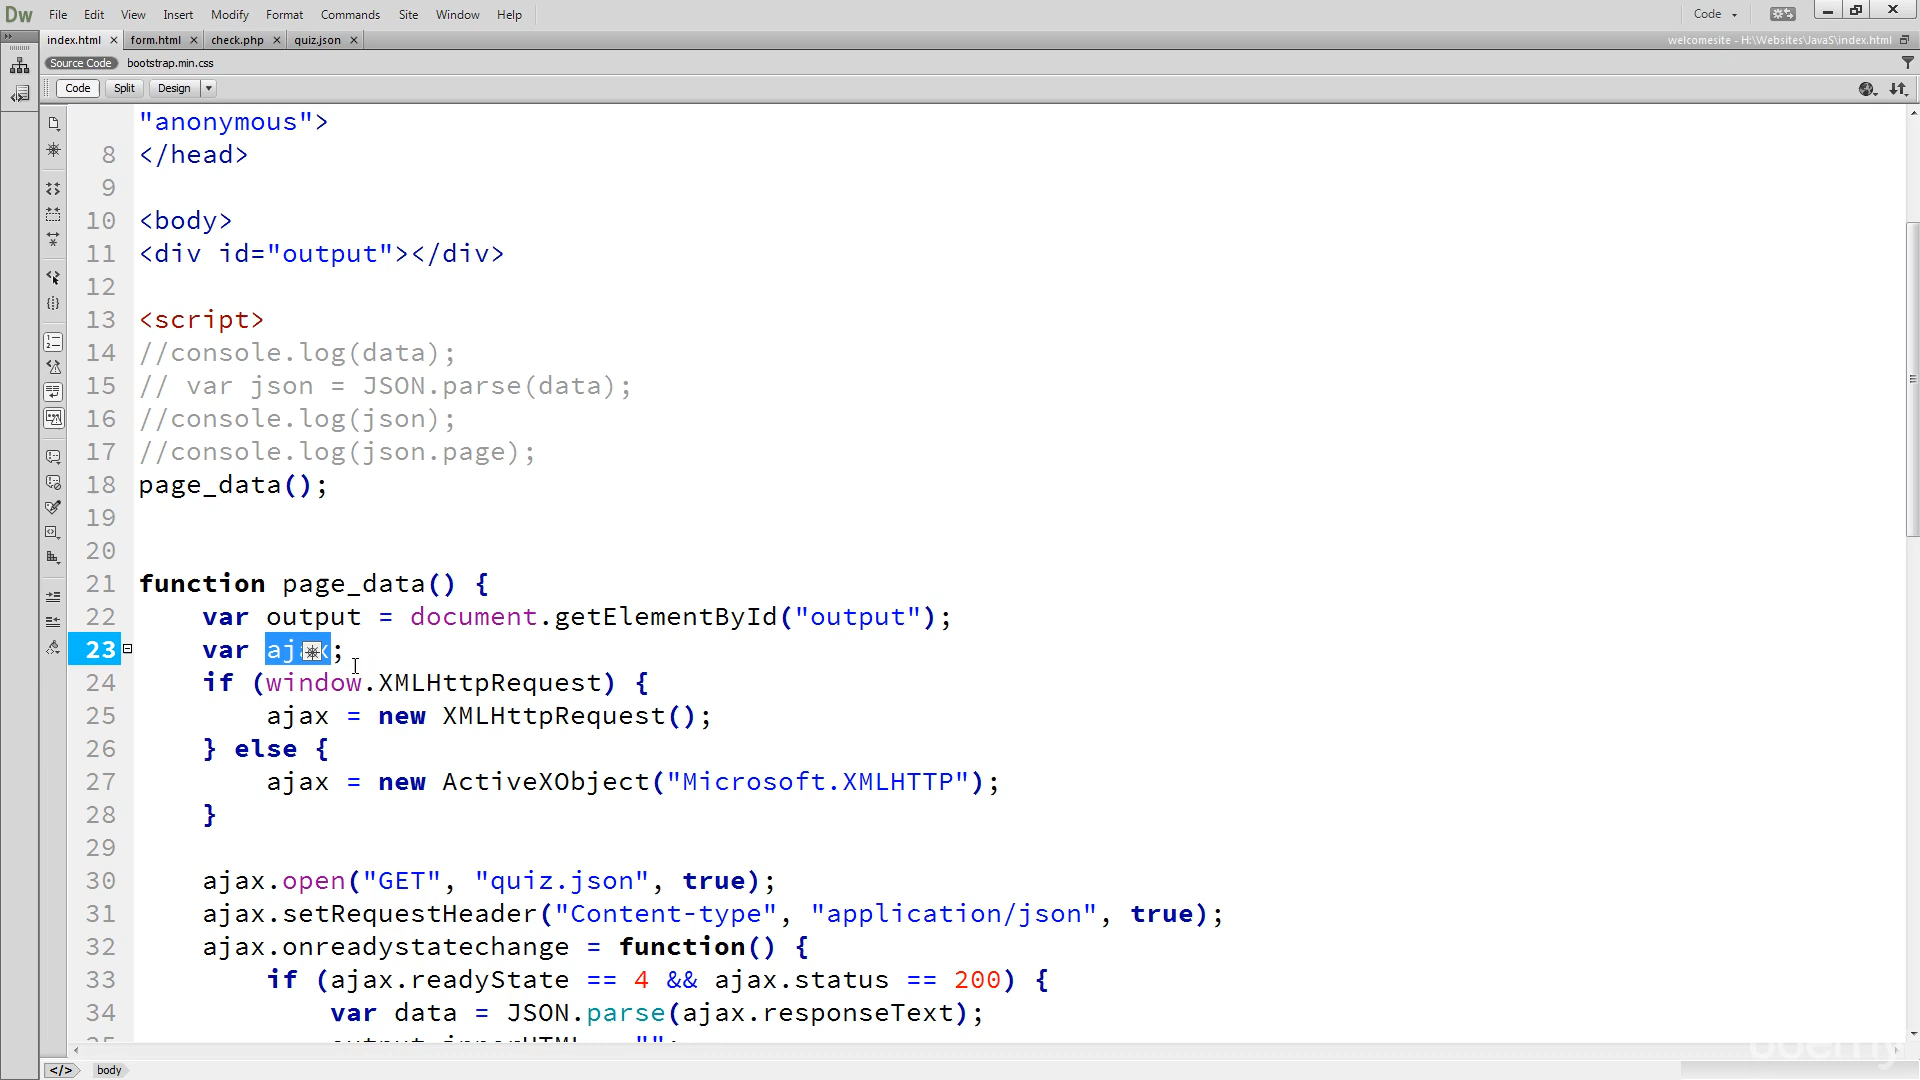 Dw File Edit View Insert Modify Format Commands Site Window Help Code
index.html × form.html × check.php × quiz.json × welcomesite - H:\Websites\JavaS\index.html
Source Code bootstrap.min.css
Code Split Design
"anonymous">
8 </head>
9
10 <body>
11 <div id="output"></div>
12
13 <script>
14 //console.log(data);
15 // var json = JSON.parse(data);
16 //console.log(json);
17 //console.log(json.page);
18 page_data();
19
20
21 function page_data() {
22 var output = document.getElementById("output");
23 var ajax;
24 if (window.XMLHttpRequest) {
25 ajax = new XMLHttpRequest();
26 } else {
27 ajax = new ActiveXObject("Microsoft.XMLHTTP");
28 }
29
30 ajax.open("GET", "quiz.json", true);
31 ajax.setRequestHeader("Content-type", "application/json", true);
32 ajax.onreadystatechange = function() {
33 if (ajax.readyState == 4 && ajax.status == 200) {
34 var data = JSON.parse(ajax.responseText);
</> body